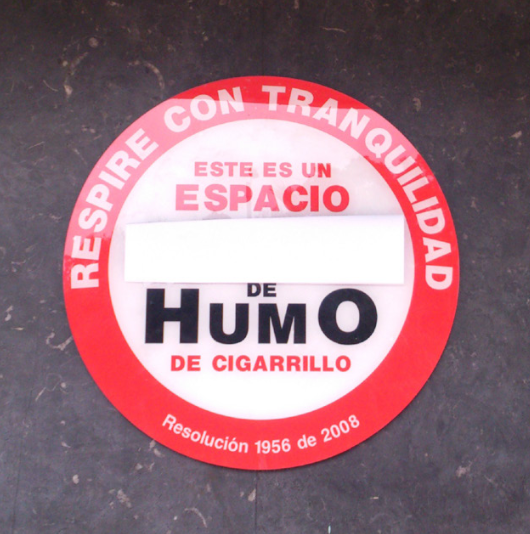 RESPIRE CON TRANQUILIDAD
ESTE ES UN
ESPACIO
DE
HUMO
DE CIGARRILLO
Resolución 1956 de 2008